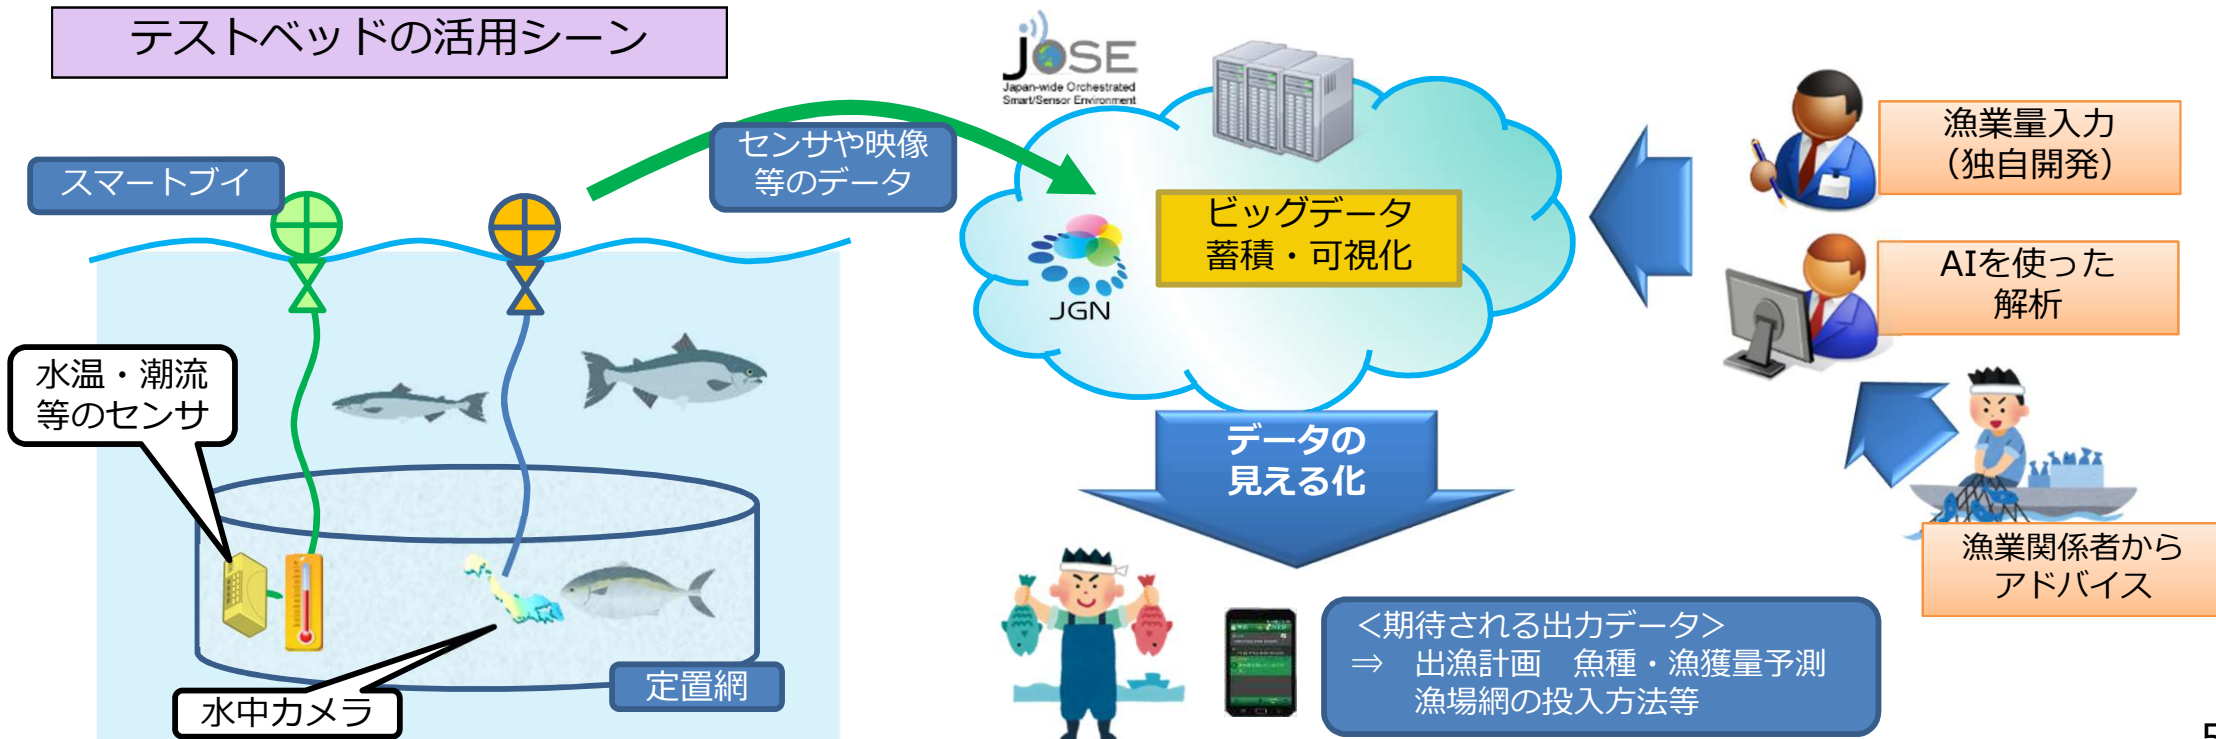 テストベッドの活用シーン
JOSE
Japan-wide Orchestrated
Smart/Sensor Environment
スマートブイ
センサや映像
等のデータ
漁業量入力
（独自開発）
ビッグデータ
蓄積・可視化
JGN
AIを使った
解析
水温・潮流
等のセンサ
データの
見える化
漁業関係者から
アドバイス
定置網
水中カメラ
＜期待される出力データ＞
⇒　出漁計画　魚種・漁獲量予測
漁場網の投入方法等
5